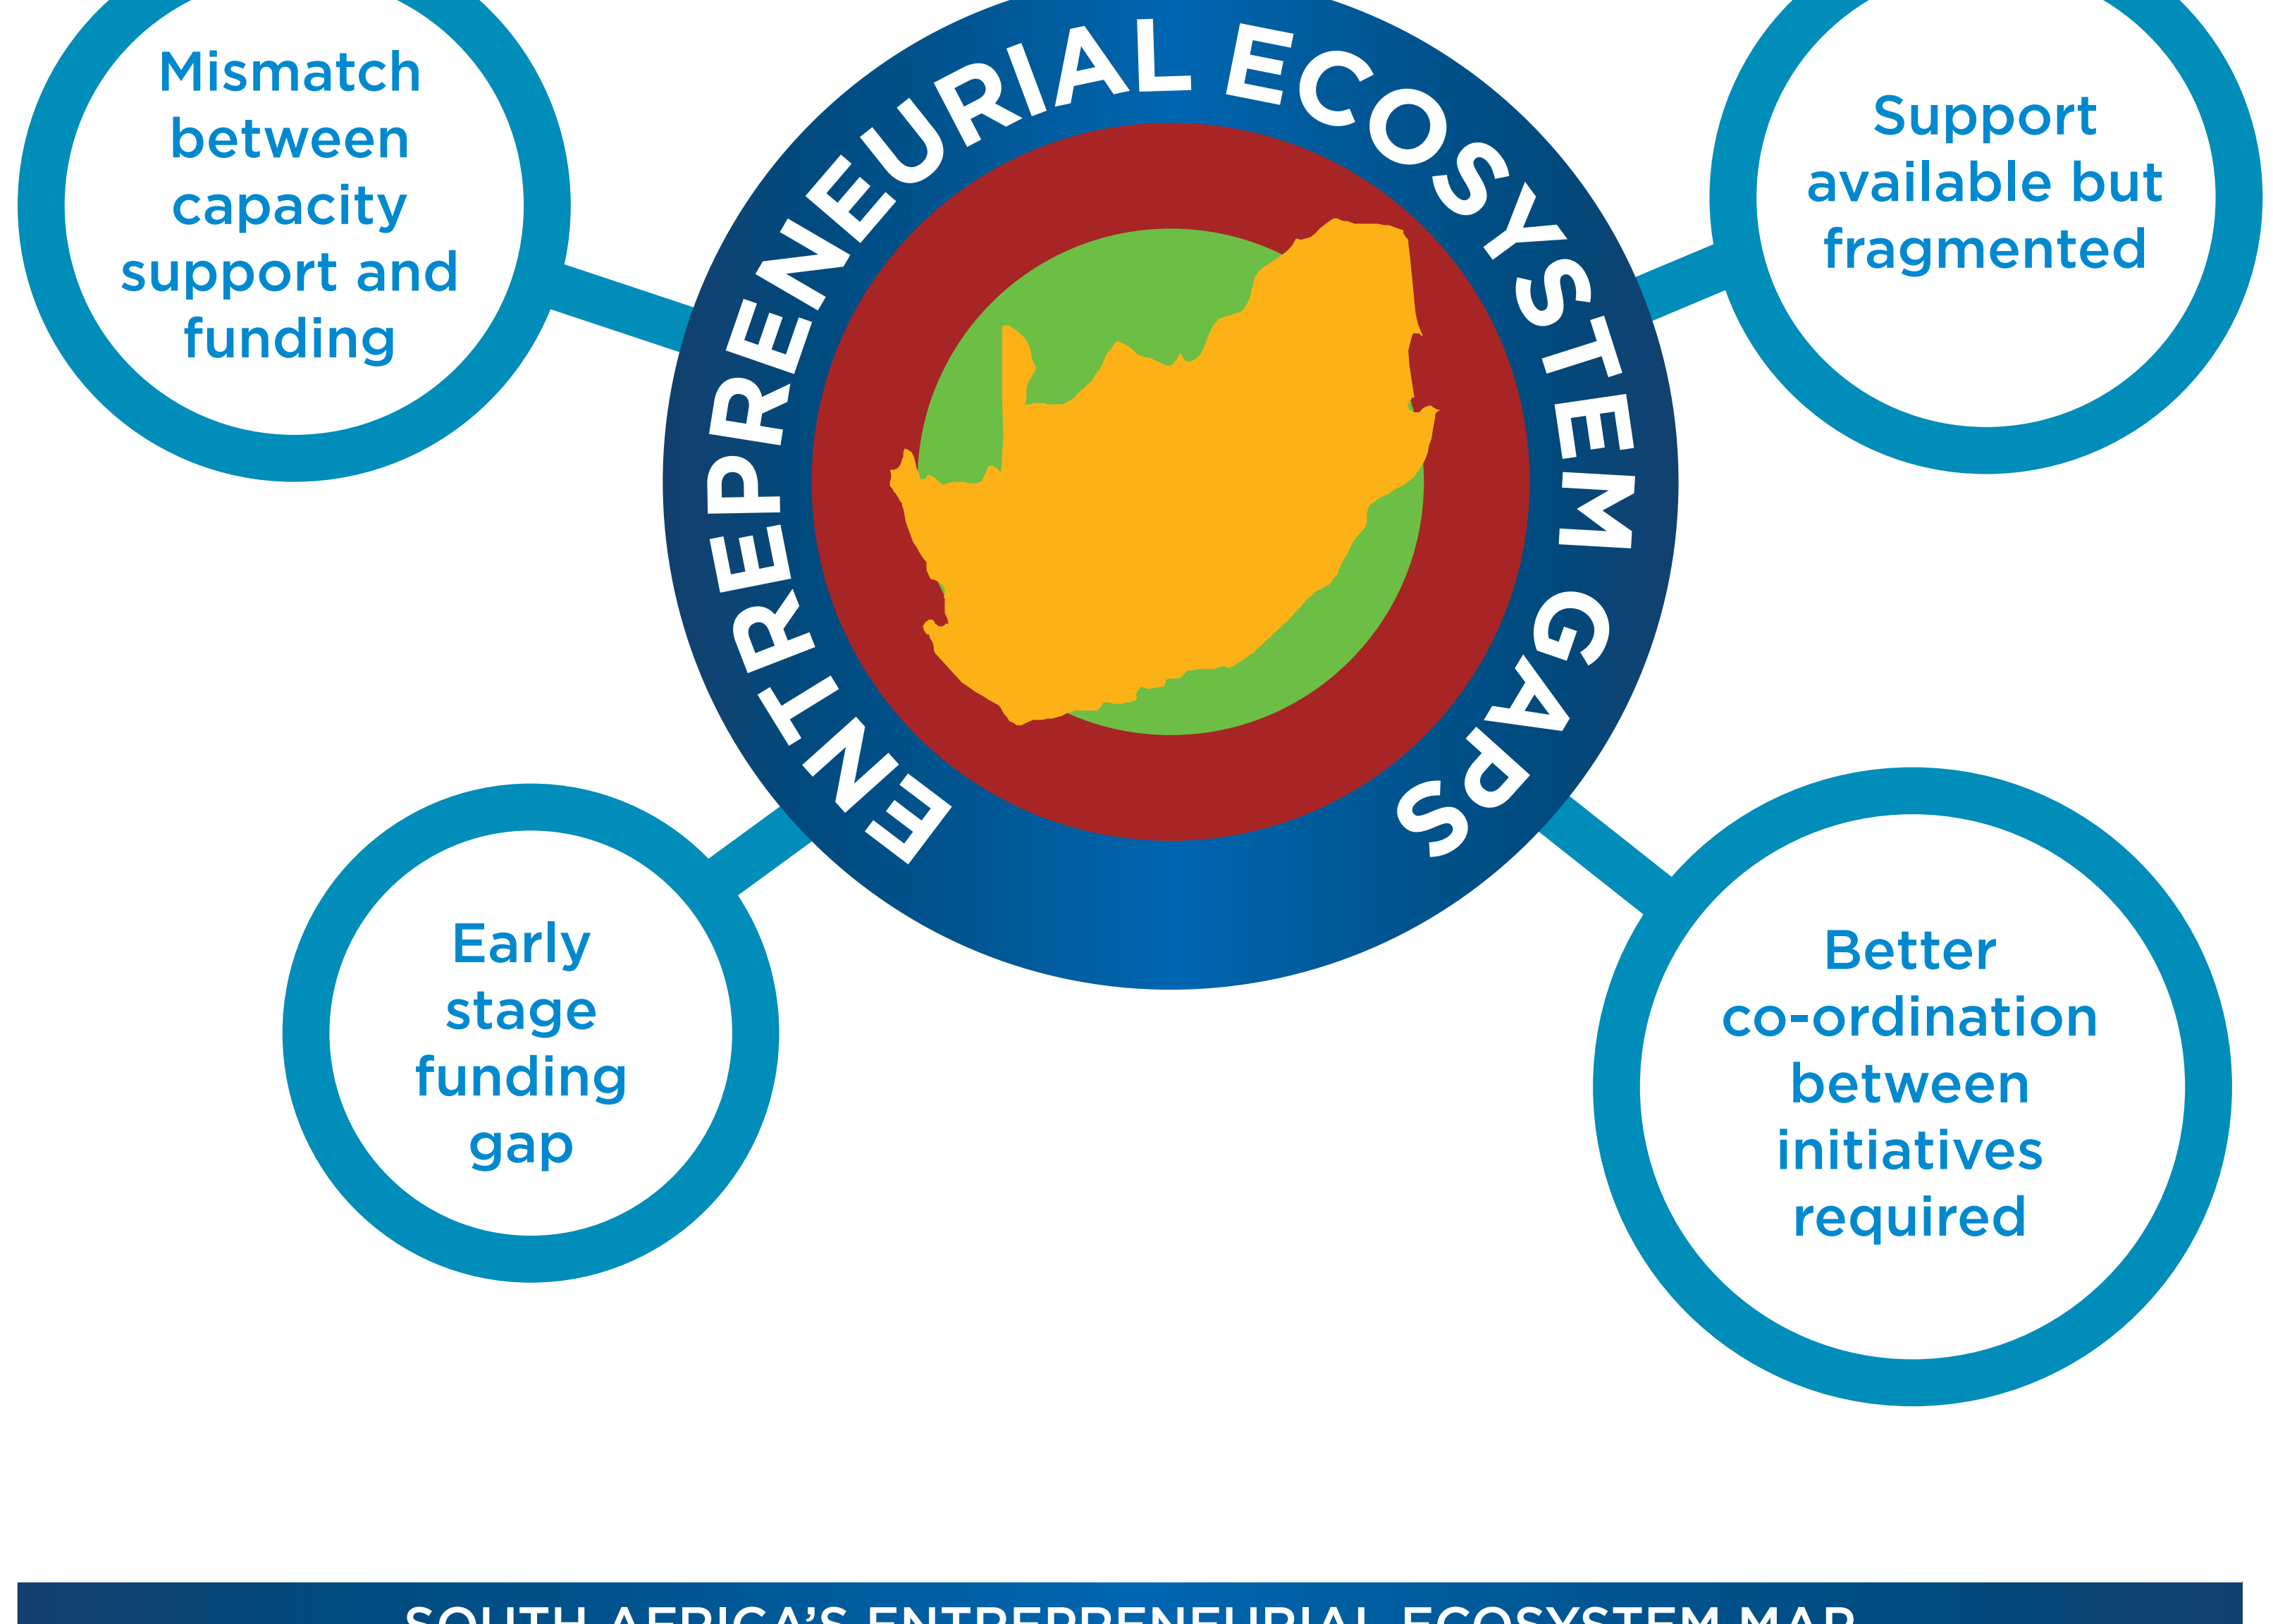 Mismatch
between
capacity
support and
funding
ENTREPRENEURIAL ECOSYSTEM GAPS
Support
available but
fragmented
Early
stage
funding
gap
Better
co-ordination
between
initiatives
required
SOUTH AFRICA'S ENTREPRENEURIAL ECOSYSTEM MAP